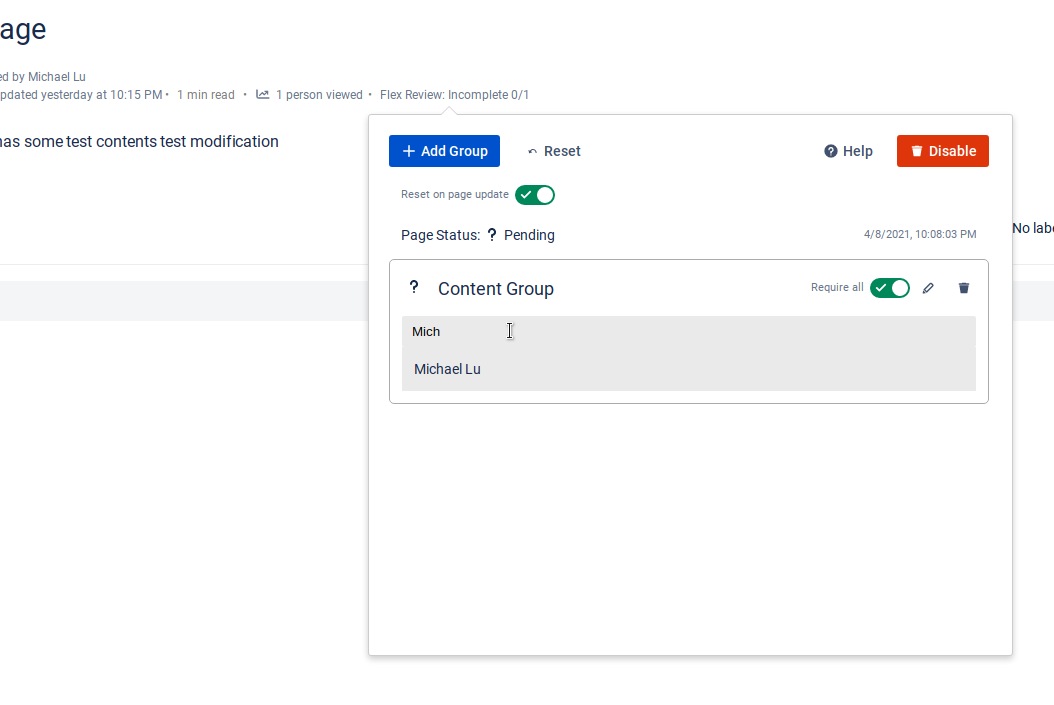 age
ed by Michael Lu
pdated yesterday at 10:15 PM • 1 min read • 1 person viewed • Flex Review: Incomplete 0/1
has some test contents test modification
+ Add Group Reset ? Help Disable
Reset on page update
Page Status: ? Pending 4/8/2021, 10:08:03 PM
No labe
? Content Group Require all
Mich
Michael Lu